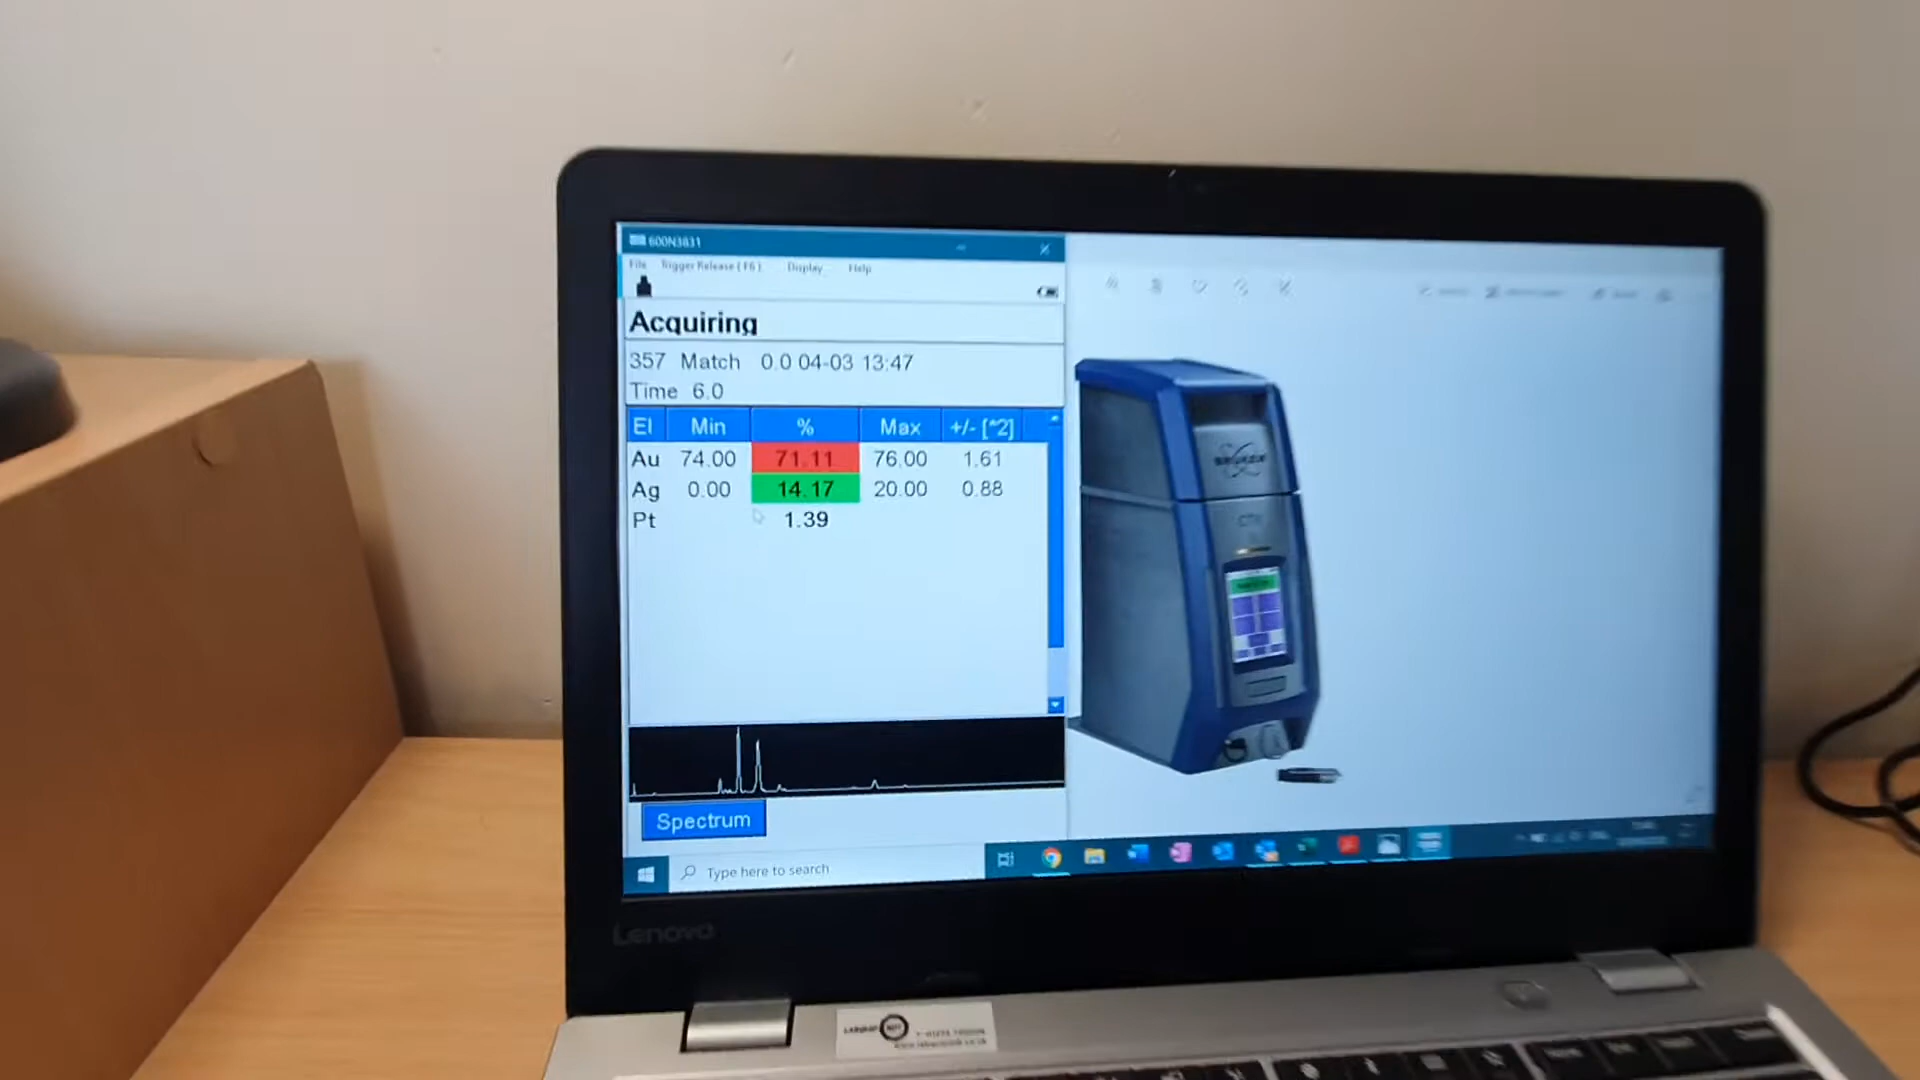 600N3831
File Trigger Release ( F6 ) Display Help
Acquiring
357 Match 0.0 04-03 13:47
Time 6.0
El Min % Max +/- [*2]
Au 74.00 71.11 76.00 1.61
Ag 0.00 14.17 20.00 0.88
Pt 1.39
BRUKER
CTX
Spectrum
Type here to search
Lenovo